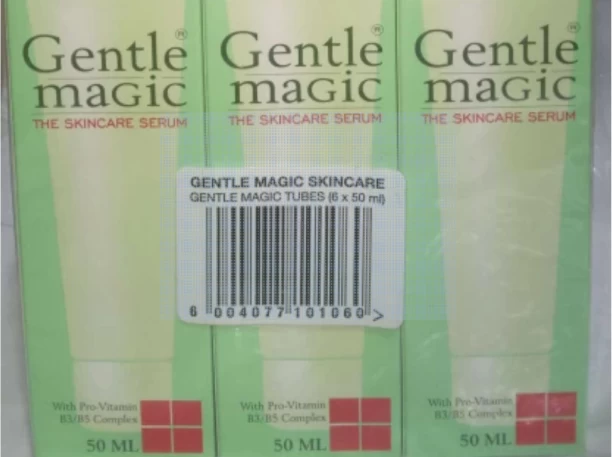 Gentle®
magic
THE SKINCARE SERUM
Gentle®
magic
THE SKINCARE SERUM
Gentle®
magic
THE SKINCARE SERUM
GENTLE MAGIC SKINCARE
GENTLE MAGIC TUBES (6 x 50 ml)
6 004077 101060 >
With Pro-Vitamin
B3/B5 Complex
50 ML
With Pro-Vitamin
B3/B5 Complex
50 ML
With Pro-Vitamin
B3/B5 Complex
50 ML